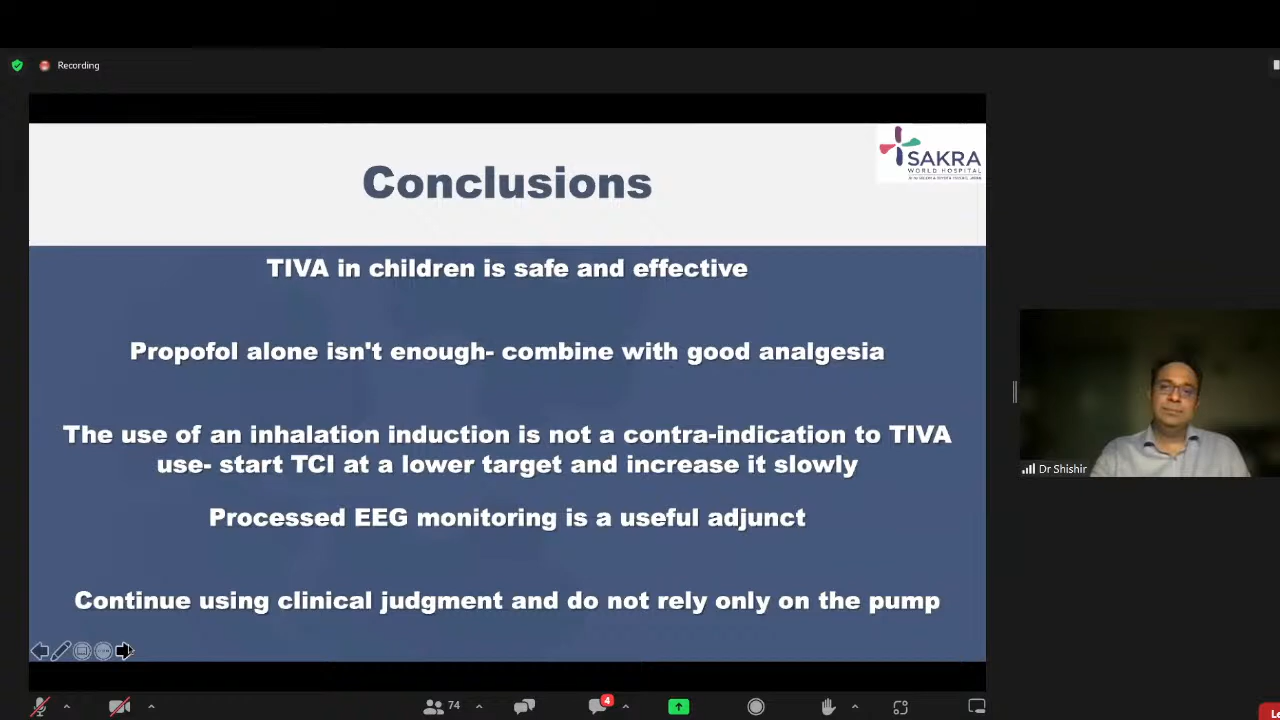 Recording
SAKRA
WORLD HOSPITAL
Conclusions
TIVA in children is safe and effective
Propofol alone isn't enough- combine with good analgesia
The use of an inhalation induction is not a contra-indication to TIVA
use- start TCI at a lower target and increase it slowly
Processed EEG monitoring is a useful adjunct
Continue using clinical judgment and do not rely only on the pump
Dr Shishir
74
4